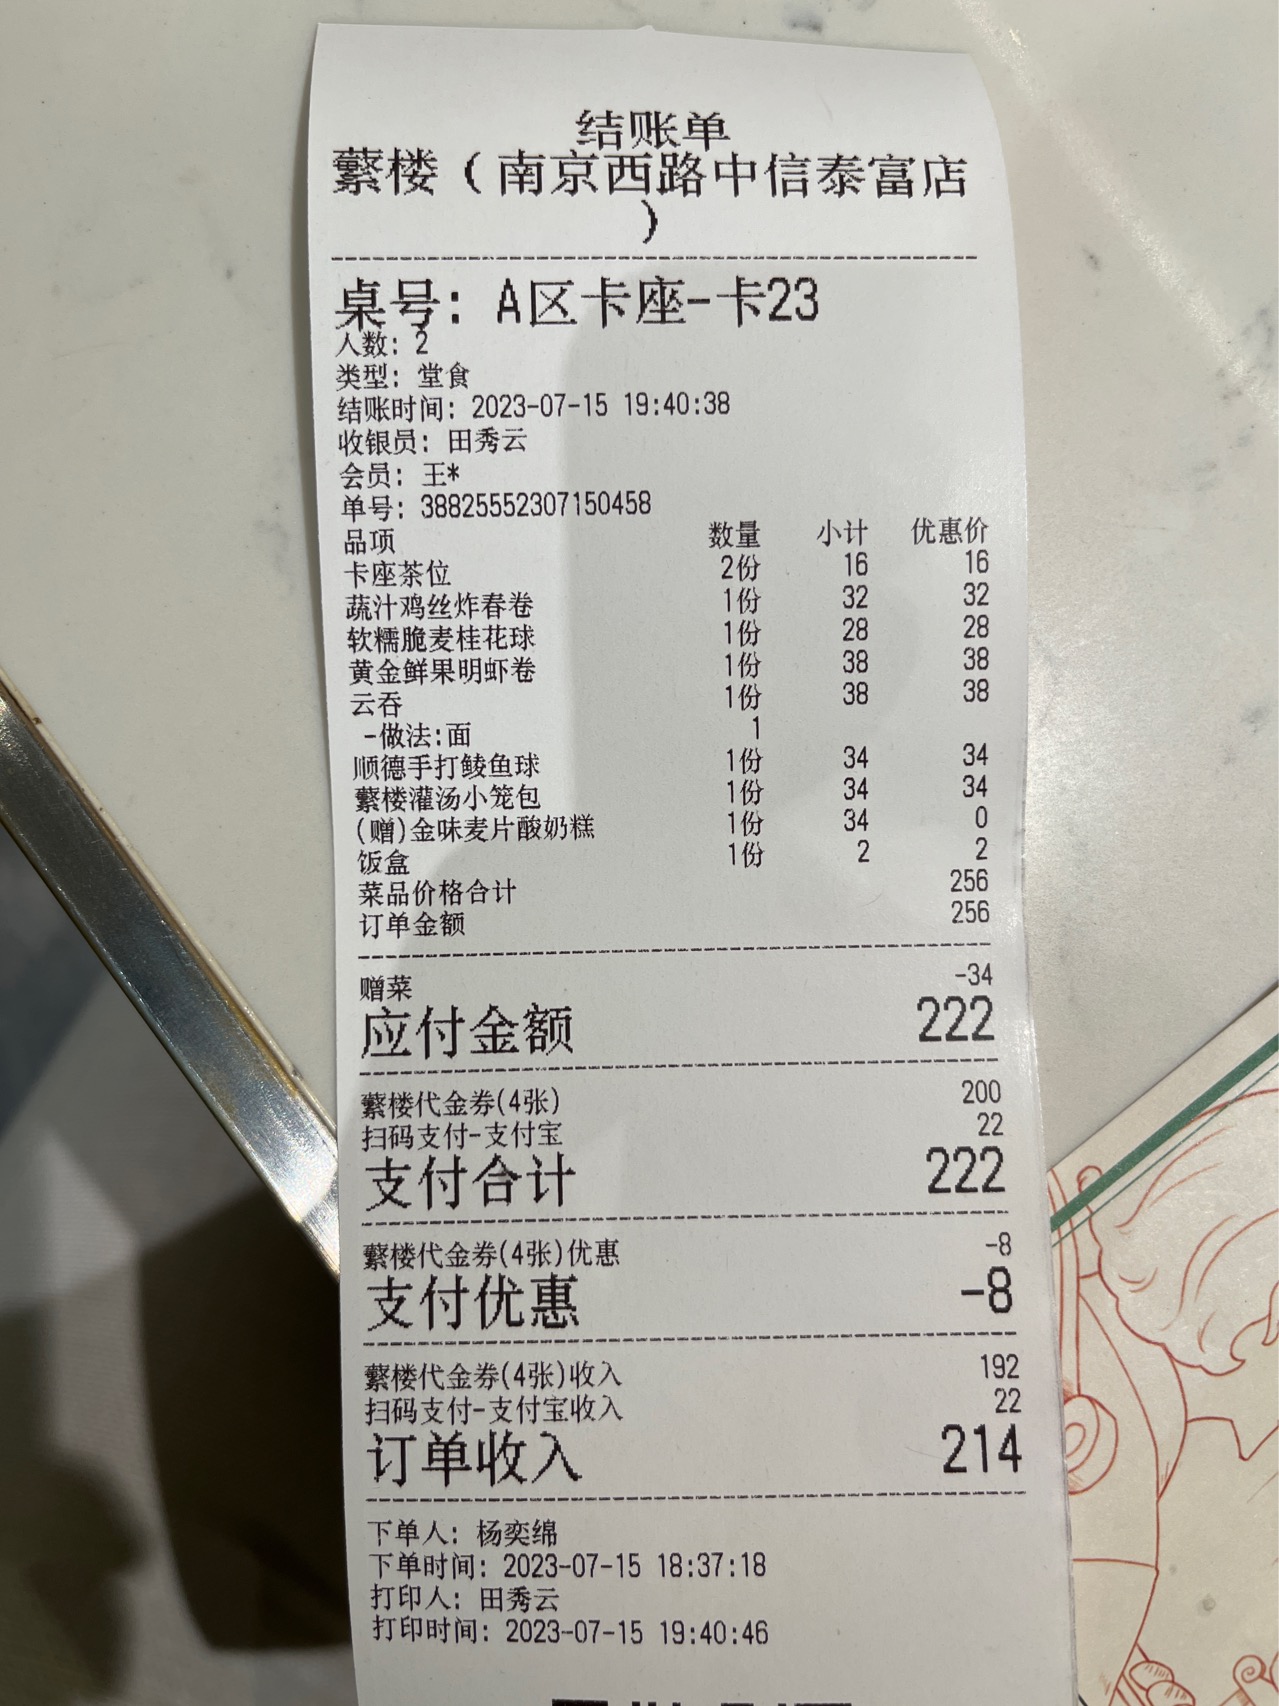 结账单
蘩楼（南京西路中信泰富店
）
桌号：A区卡座-卡23
人数：2
类型：堂食
结账时间：2023-07-15 19:40:38
收银员：田秀云
会员：王*
单号：38825552307150458
品项 数量 小计 优惠价
卡座茶位 2份 16 16
蔬汁鸡丝炸春卷 1份 32 32
软糯脆麦桂花球 1份 28 28
黄金鲜果明虾卷 1份 38 38
云吞 1份 38 38
-做法:面 1
顺德手打鲮鱼球 1份 34 34
蘩楼灌汤小笼包 1份 34 34
(赠)金味麦片酸奶糕 1份 34 0
饭盒 1份 2 2
菜品价格合计 256
订单金额 256
赠菜 -34
应付金额 222
蘩楼代金券(4张) 200
扫码支付-支付宝 22
支付合计 222
蘩楼代金券(4张)优惠 -8
支付优惠 -8
蘩楼代金券(4张)收入 192
扫码支付-支付宝收入 22
订单收入 214
下单人：杨奕绵
下单时间：2023-07-15 18:37:18
打印人：田秀云
打印时间：2023-07-15 19:40:46